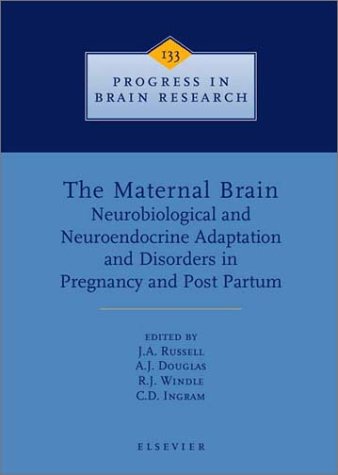 133
PROGRESS IN
BRAIN RESEARCH
The Maternal Brain
Neurobiological and
Neuroendocrine Adaptation
and Disorders in
Pregnancy and Post Partum
EDITED BY
J.A. RUSSELL
A.J. DOUGLAS
R.J. WINDLE
C.D. INGRAM
ELSEVIER